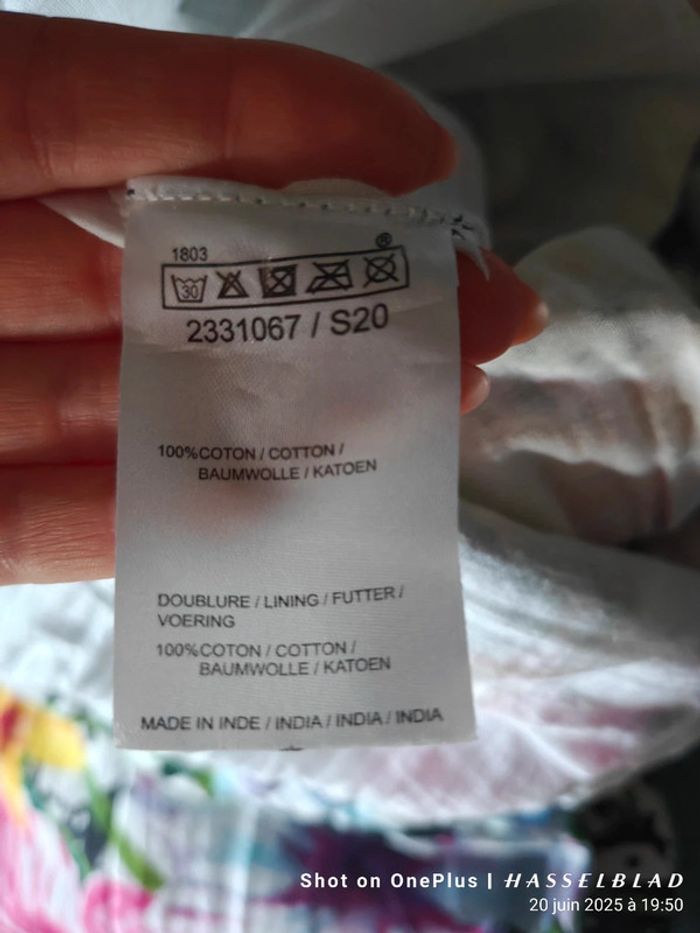 1803
®
30
2331067 / S20
100%COTON / COTTON /
BAUMWOLLE / KATOEN
DOUBLURE / LINING / FUTTER /
VOERING
100%COTON / COTTON /
BAUMWOLLE / KATOEN
MADE IN INDE / INDIA / INDIA / INDIA
Shot on OnePlus | HASSELBLAD
20 juin 2025 à 19:50